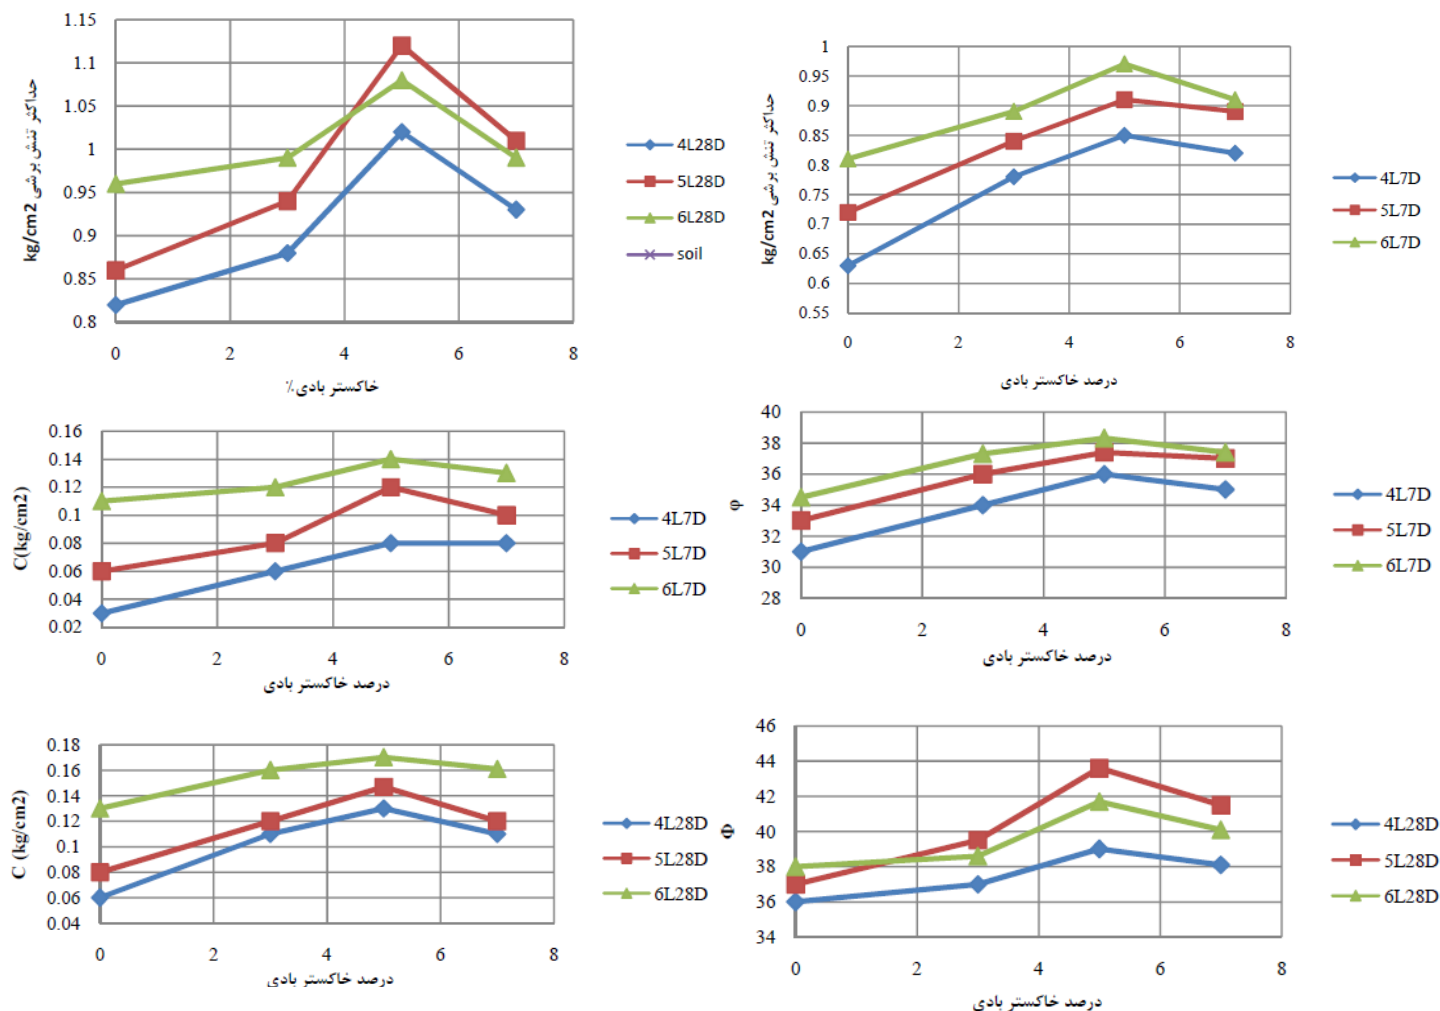 حداکثر تنش برشی kg/cm2
1.15
1.1
1.05
1
0.95
0.9
0.85
0.8
0 2 4 6 8
خاکستر بادی٪
4L28D
5L28D
6L28D
soil
حداکثر تنش برشی kg/cm2
1
0.95
0.9
0.85
0.8
0.75
0.7
0.65
0.6
0.55
0 2 4 6 8
درصد خاکستر بادی
4L7D
5L7D
6L7D
C(kg/cm2)
0.16
0.14
0.12
0.1
0.08
0.06
0.04
0.02
0 2 4 6 8
درصد خاکستر بادی
4L7D
5L7D
6L7D
φ
40
38
36
34
32
30
28
0 2 4 6 8
درصد خاکستر بادی
4L7D
5L7D
6L7D
C (kg/cm2)
0.18
0.16
0.14
0.12
0.1
0.08
0.06
0.04
0 2 4 6 8
درصد خاکستر بادی
4L28D
5L28D
6L28D
Φ
46
44
42
40
38
36
34
0 2 4 6 8
درصد خاکستر بادی
4L28D
5L28D
6L28D